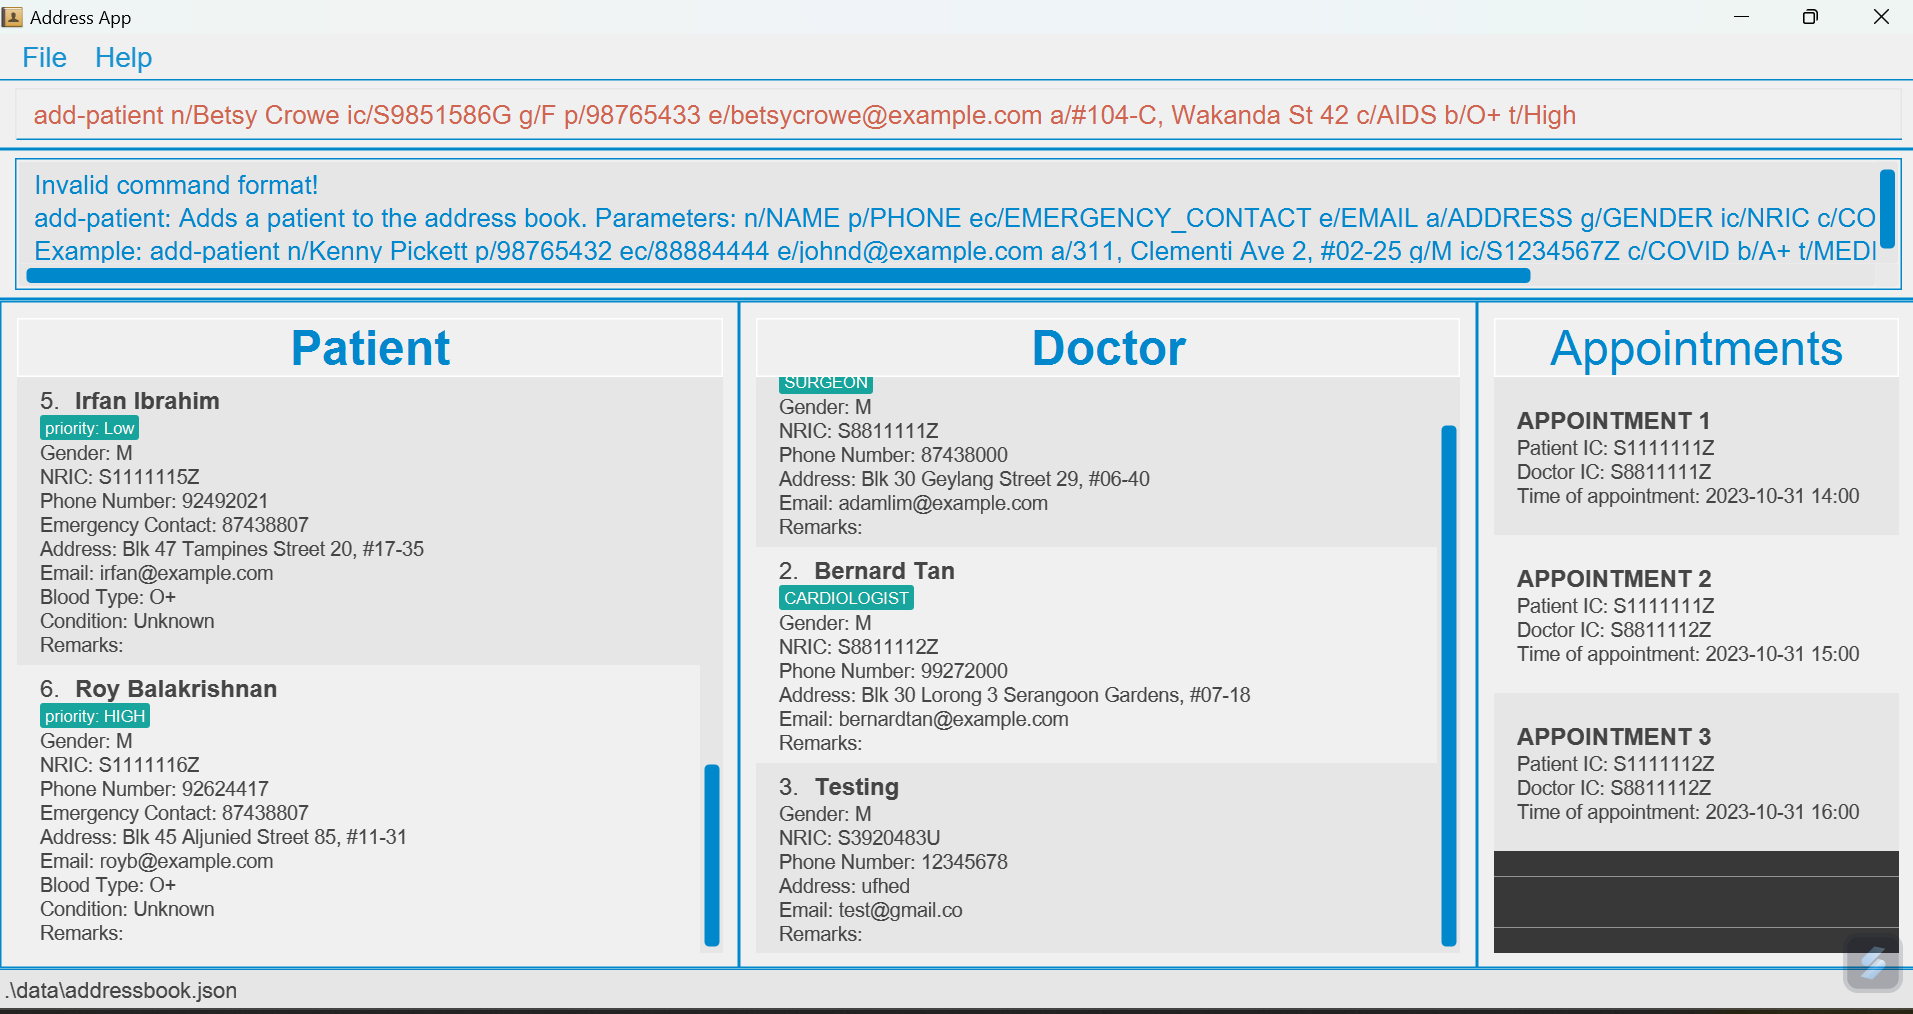 Address App
File Help
add-patient n/Betsy Crowe ic/S9851586G g/F p/98765433 e/betsycrowe@example.com a/#104-C, Wakanda St 42 c/AIDS b/O+ t/High
Invalid command format!
add-patient: Adds a patient to the address book. Parameters: n/NAME p/PHONE ec/EMERGENCY_CONTACT e/EMAIL a/ADDRESS g/GENDER ic/NRIC c/CO
Example: add-patient n/Kenny Pickett p/98765432 ec/88884444 e/johnd@example.com a/311, Clementi Ave 2, #02-25 g/M ic/S1234567Z c/COVID b/A+ t/MEDI
Patient
5. Irfan Ibrahim
priority: Low
Gender: M
NRIC: S1111115Z
Phone Number: 92492021
Emergency Contact: 87438807
Address: Blk 47 Tampines Street 20, #17-35
Email: irfan@example.com
Blood Type: O+
Condition: Unknown
Remarks:
6. Roy Balakrishnan
priority: HIGH
Gender: M
NRIC: S1111116Z
Phone Number: 92624417
Emergency Contact: 87438807
Address: Blk 45 Aljunied Street 85, #11-31
Email: royb@example.com
Blood Type: O+
Condition: Unknown
Remarks:
Doctor
SURGEON
Gender: M
NRIC: S8811111Z
Phone Number: 87438000
Address: Blk 30 Geylang Street 29, #06-40
Email: adamlim@example.com
Remarks:
2. Bernard Tan
CARDIOLOGIST
Gender: M
NRIC: S8811112Z
Phone Number: 99272000
Address: Blk 30 Lorong 3 Serangoon Gardens, #07-18
Email: bernardtan@example.com
Remarks:
3. Testing
Gender: M
NRIC: S3920483U
Phone Number: 12345678
Address: ufhed
Email: test@gmail.co
Remarks:
Appointments
APPOINTMENT 1
Patient IC: S1111111Z
Doctor IC: S8811111Z
Time of appointment: 2023-10-31 14:00
APPOINTMENT 2
Patient IC: S1111111Z
Doctor IC: S8811112Z
Time of appointment: 2023-10-31 15:00
APPOINTMENT 3
Patient IC: S1111112Z
Doctor IC: S8811112Z
Time of appointment: 2023-10-31 16:00
.\data\addressbook.json